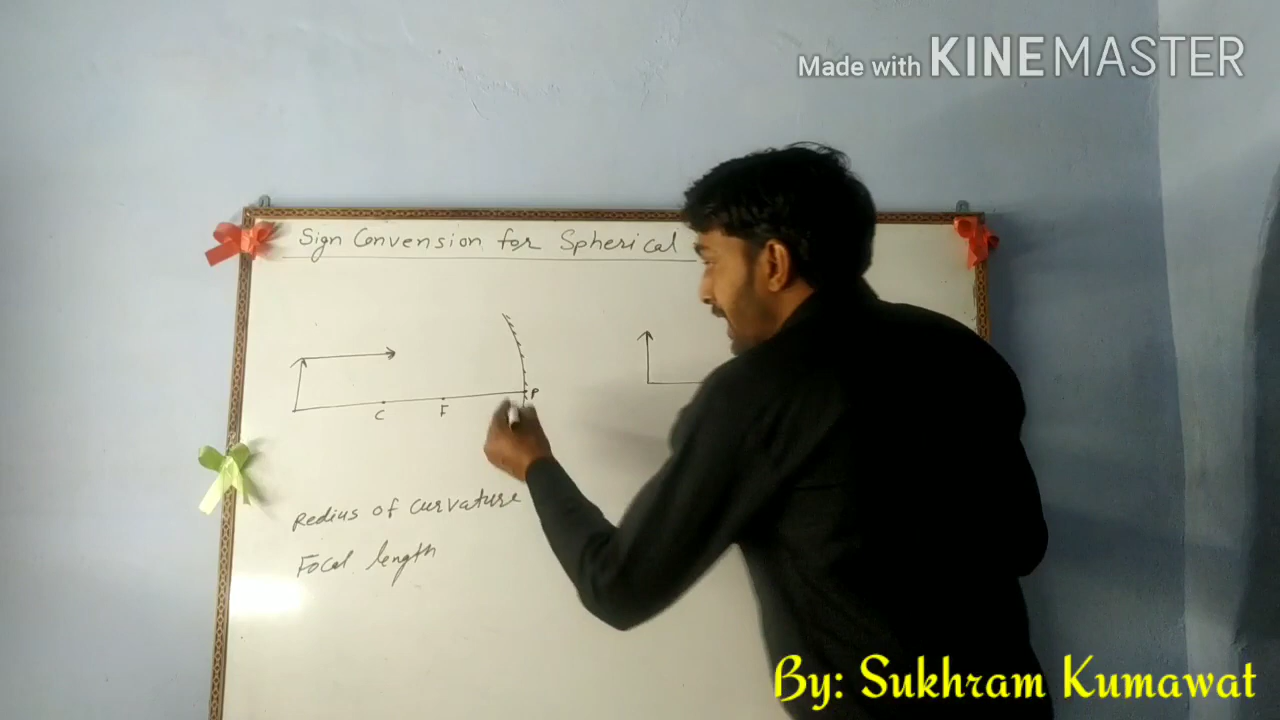 Made with KINEMASTER
Sign Convension for Spherical
C
F
P
Redius of curvature
Focal length
By: Sukhram Kumawat